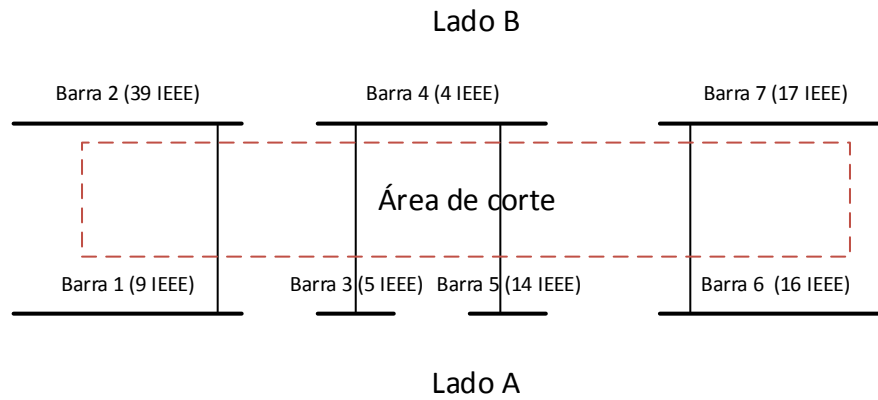 Lado B
Barra 2 (39 IEEE)
Barra 4 (4 IEEE)
Barra 7 (17 IEEE)
Área de corte
Barra 1 (9 IEEE)
Barra 3 (5 IEEE)
Barra 5 (14 IEEE)
Barra 6 (16 IEEE)
Lado A